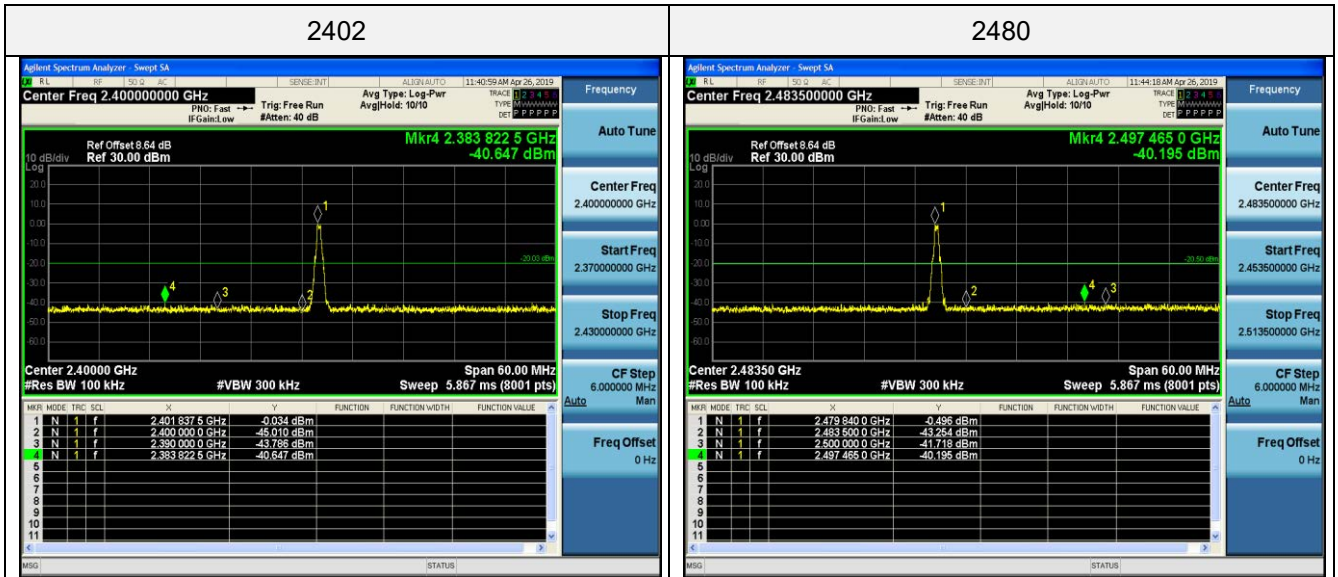 2402
2480
Agilent Spectrum Analyzer - Swept SA
RL RF 50 Ω AC SENSE:INT ALIGN AUTO 11:40:59 AM Apr 26, 2019
Center Freq 2.400000000 GHz
PNO: Fast
IFGain:Low
Trig: Free Run
#Atten: 40 dB
Avg Type: Log-Pwr
Avg|Hold: 10/10
TRACE 1 2 3 4 5 6
TYPE M
DET P P P P P P
Ref Offset 8.64 dB
Ref 30.00 dBm
10 dB/div
Log
Mkr4 2.383 822 5 GHz
-40.647 dBm
20.0
10.0
0.00
-10.0
-20.0
-30.0
-40.0
-50.0
-60.0
1
-20.03 dBm
4
3
2
Center 2.40000 GHz Span 60.00 MHz
#Res BW 100 kHz #VBW 300 kHz Sweep 5.867 ms (8001 pts)
MKR MODE TRC SCL X Y FUNCTION FUNCTION WIDTH FUNCTION VALUE
1 N 1 f 2.401 837 5 GHz -0.034 dBm
2 N 1 f 2.400 000 0 GHz -45.010 dBm
3 N 1 f 2.390 000 0 GHz -43.786 dBm
4 N 1 f 2.383 822 5 GHz -40.647 dBm
5
6
7
8
9
10
11
MSG STATUS
Frequency
Auto Tune
Center Freq
2.400000000 GHz
Start Freq
2.370000000 GHz
Stop Freq
2.430000000 GHz
CF Step
6.000000 MHz
Auto Man
Freq Offset
0 Hz
Agilent Spectrum Analyzer - Swept SA
RL RF 50 Ω AC SENSE:INT ALIGN AUTO 11:44:18 AM Apr 26, 2019
Center Freq 2.483500000 GHz
PNO: Fast
IFGain:Low
Trig: Free Run
#Atten: 40 dB
Avg Type: Log-Pwr
Avg|Hold: 10/10
TRACE 1 2 3 4 5 6
TYPE M
DET P P P P P P
Ref Offset 8.64 dB
Ref 30.00 dBm
10 dB/div
Log
Mkr4 2.497 465 0 GHz
-40.195 dBm
20.0
10.0
0.00
-10.0
-20.0
-30.0
-40.0
-50.0
-60.0
1
-20.50 dBm
2
4
3
Center 2.48350 GHz Span 60.00 MHz
#Res BW 100 kHz #VBW 300 kHz Sweep 5.867 ms (8001 pts)
MKR MODE TRC SCL X Y FUNCTION FUNCTION WIDTH FUNCTION VALUE
1 N 1 f 2.479 840 0 GHz -0.496 dBm
2 N 1 f 2.483 500 0 GHz -43.254 dBm
3 N 1 f 2.500 000 0 GHz -41.718 dBm
4 N 1 f 2.497 465 0 GHz -40.195 dBm
5
6
7
8
9
10
11
MSG STATUS
Frequency
Auto Tune
Center Freq
2.483500000 GHz
Start Freq
2.453500000 GHz
Stop Freq
2.513500000 GHz
CF Step
6.000000 MHz
Auto Man
Freq Offset
0 Hz